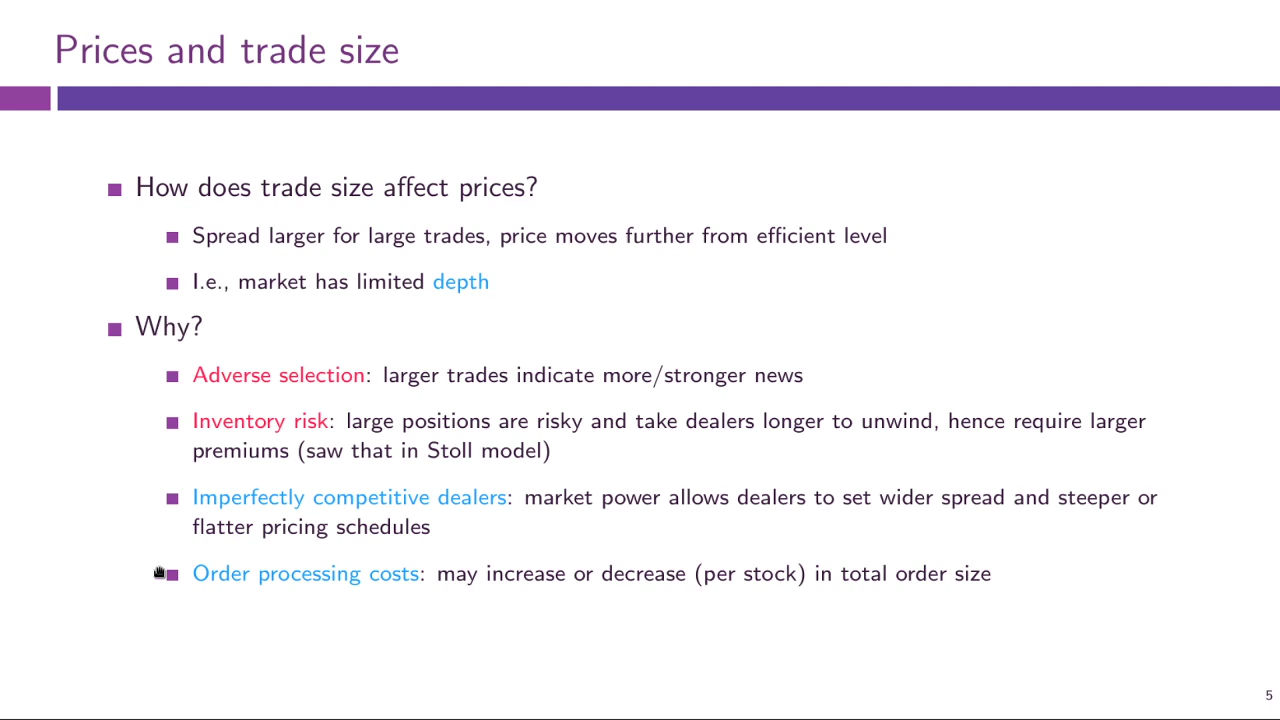 Prices and trade size
How does trade size affect prices?
Spread larger for large trades, price moves further from efficient level
I.e., market has limited depth
Why?
Adverse selection: larger trades indicate more/stronger news
Inventory risk: large positions are risky and take dealers longer to unwind, hence require larger
premiums (saw that in Stoll model)
Imperfectly competitive dealers: market power allows dealers to set wider spread and steeper or
flatter pricing schedules
Order processing costs: may increase or decrease (per stock) in total order size
5